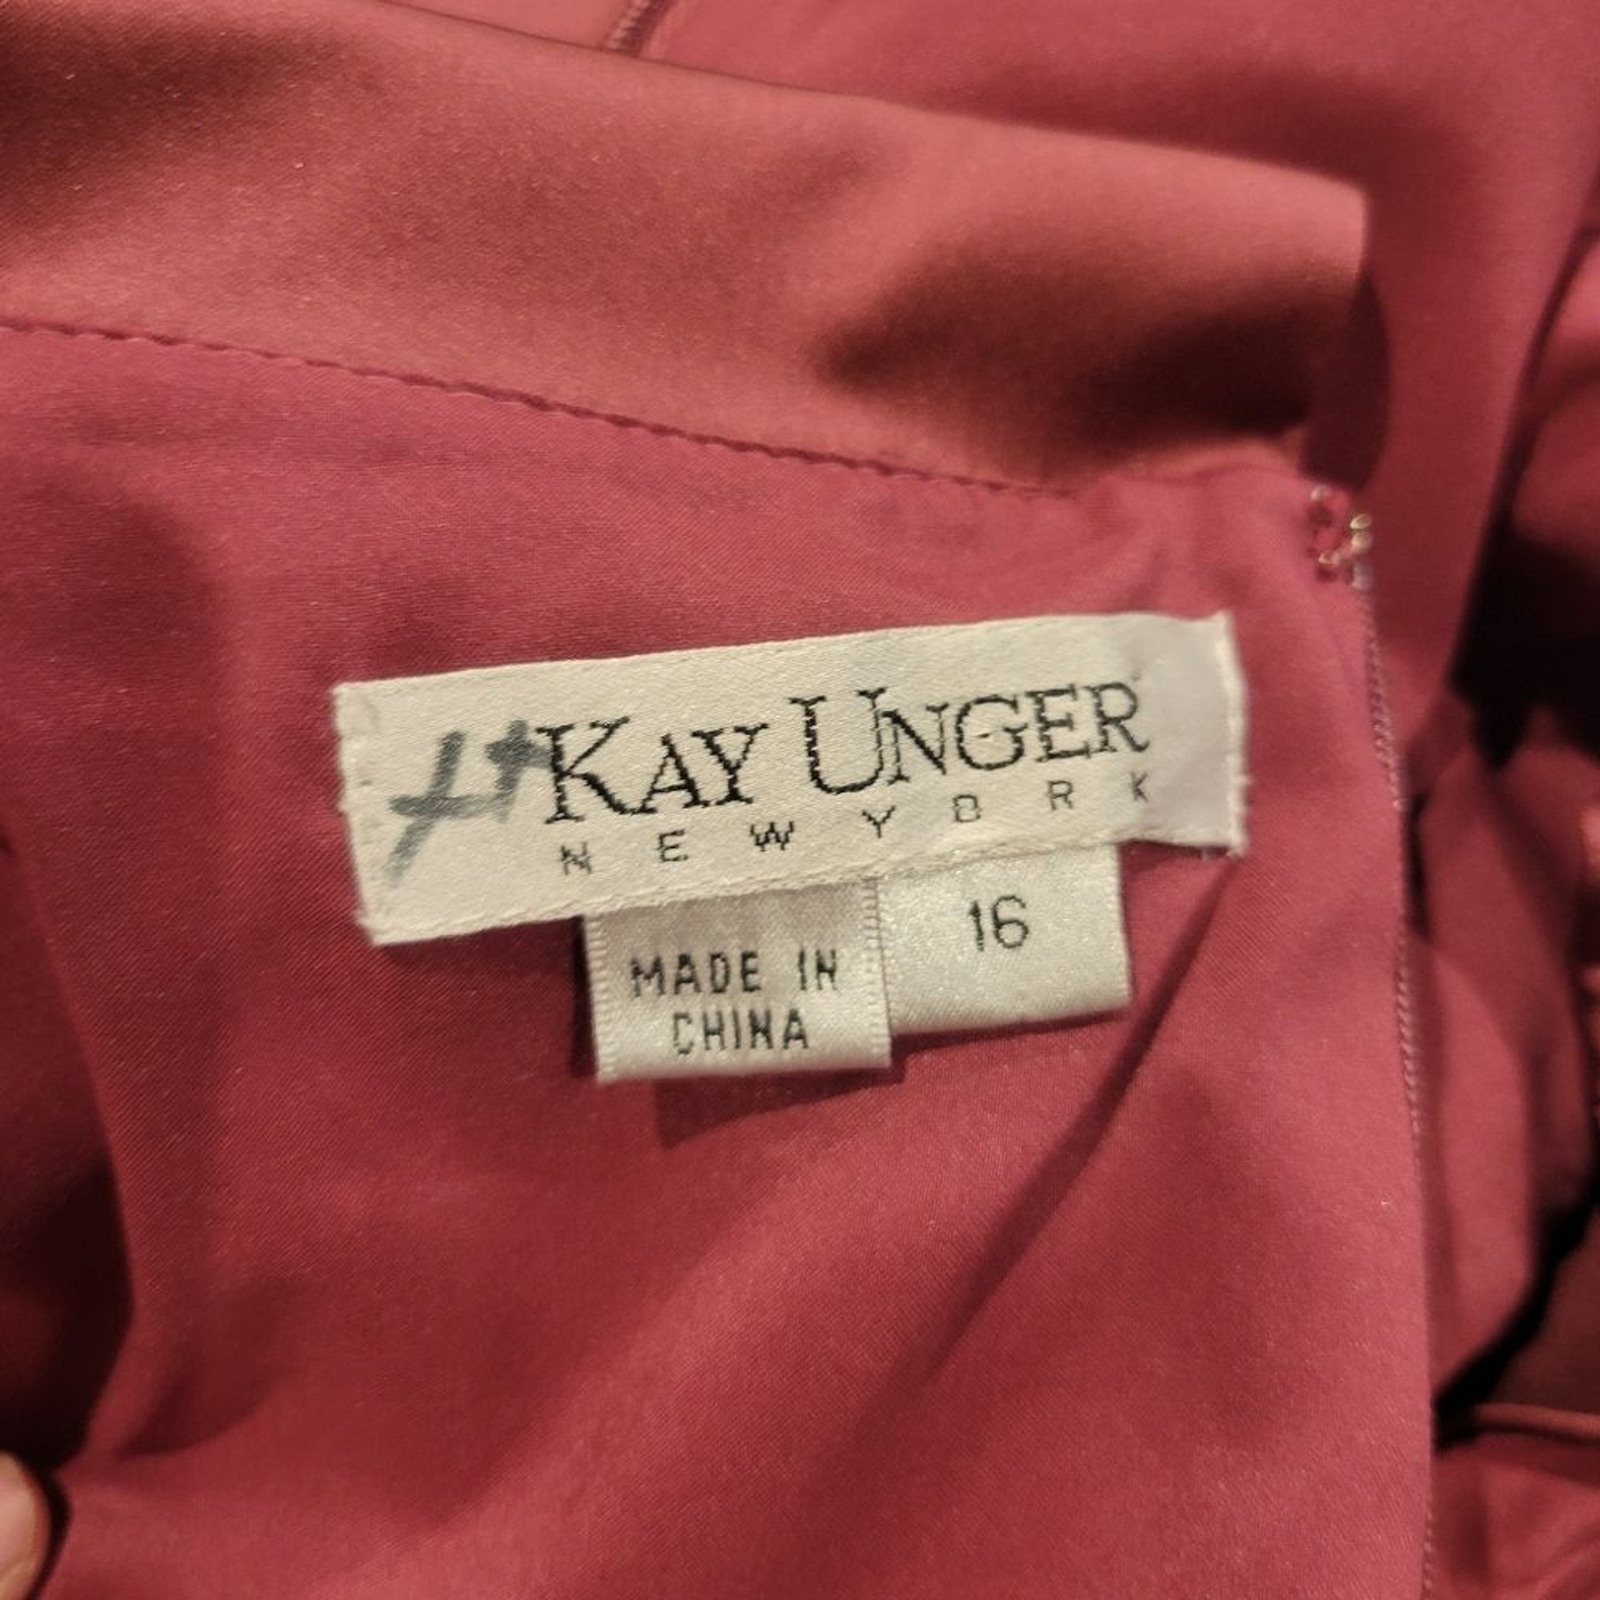 KAY UNGER
NEW YORK
MADE IN
CHINA
16